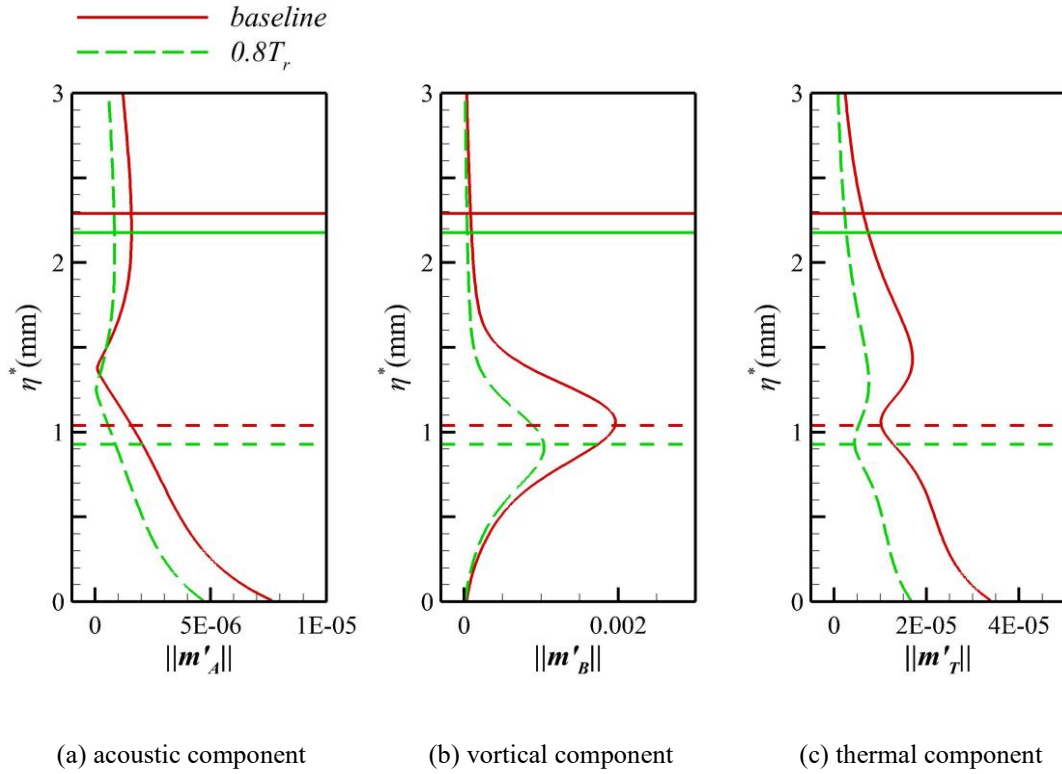 baseline
0.8T_r
3
2
1
0
η* (mm)
0
5E-06
1E-05
||m'_A||
3
2
1
0
η* (mm)
0
0.002
||m'_B||
3
2
1
0
η* (mm)
0
2E-05
4E-05
||m'_T||
(a) acoustic component
(b) vortical component
(c) thermal component